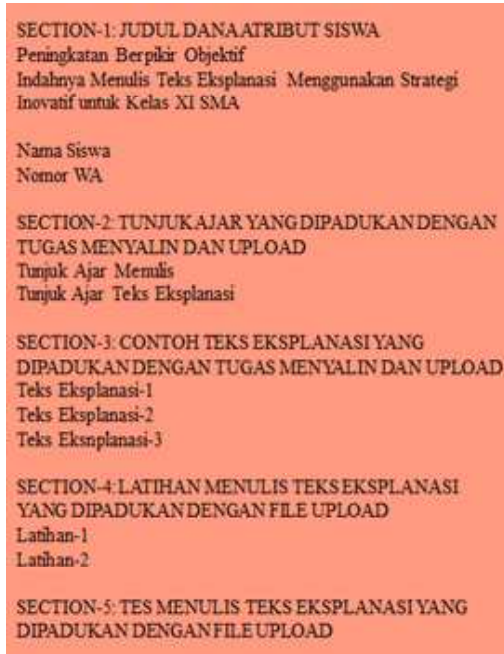 SECTION-1: JUDUL DANAATRIBUT SISWA
Peningkatan Berpikir Objektif
Indahnya Menulis Teks Eksplanasi Menggunakan Strategi
Inovatif untuk Kelas XI SMA
Nama Siswa
Nomor WA
SECTION-2: TUNJUK AJAR YANG DIPADUKAN DENGAN
TUGAS MENYALIN DAN UPLOAD
Tunjuk Ajar Menulis
Tunjuk Ajar Teks Eksplanasi
SECTION-3: CONTOH TEKS EKSPLANASI YANG
DIPADUKAN DENGAN TUGAS MENYALIN DAN UPLOAD
Teks Eksplanasi-1
Teks Eksplanasi-2
Teks Eksnplanasi-3
SECTION-4: LATIHAN MENULIS TEKS EKSPLANASI
YANG DIPADUKAN DENGAN FILE UPLOAD
Latihan-1
Latihan-2
SECTION-5: TES MENULIS TEKS EKSPLANASI YANG
DIPADUKAN DENGAN FILE UPLOAD